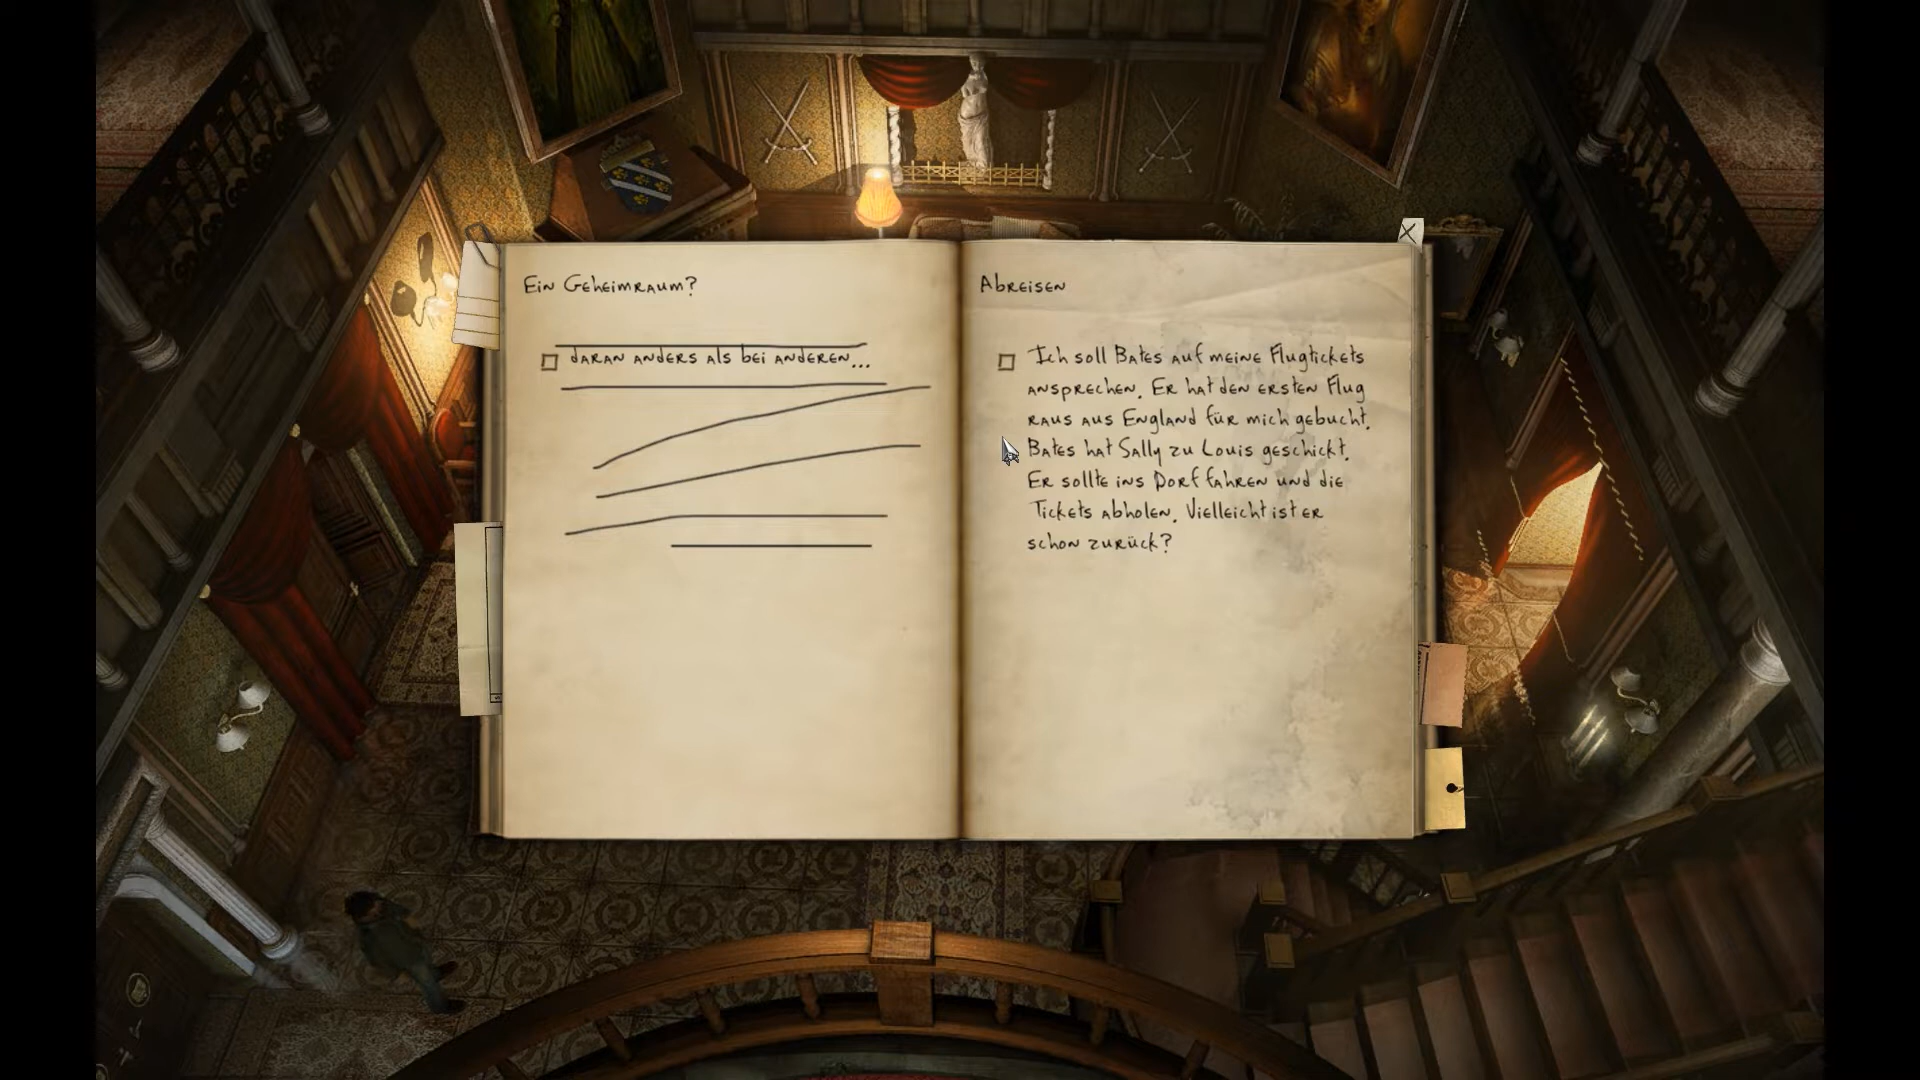 Ein Geheimraum?
daran anders als bei anderen...
Abreisen
Ich soll Bates auf meine Flugtickets
ansprechen. Er hat den ersten Flug
raus aus England für mich gebucht.
Bates hat Sally zu Louis geschickt.
Er sollte ins Dorf fahren und die
Tickets abholen. Vielleicht ist er
schon zurück?